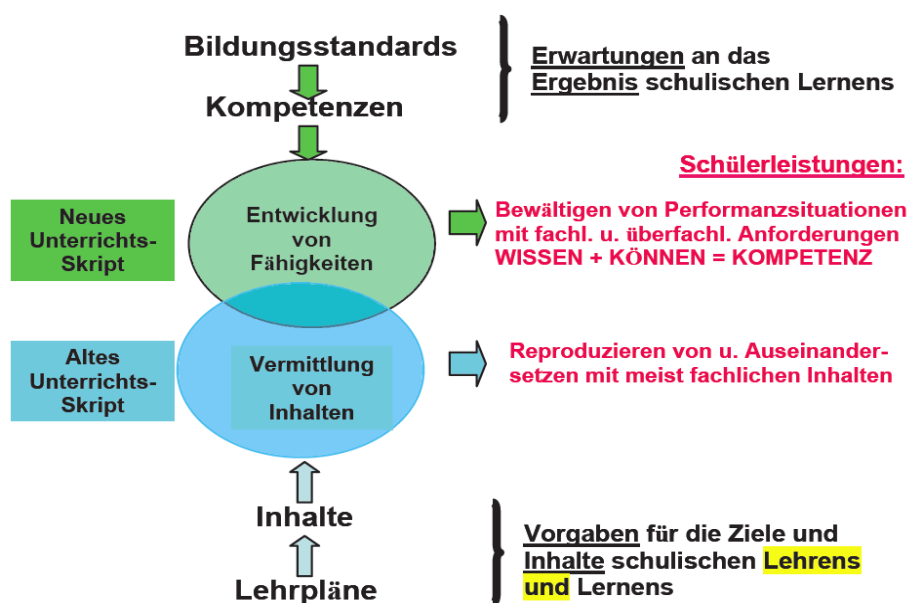 Bildungsstandards
Erwartungen an das
Ergebnis schulischen Lernens
Kompetenzen
Schülerleistungen:
Neues
Unterrichts-
Skript
Entwicklung
von
Fähigkeiten
Bewältigen von Performanzsituationen
mit fachl. u. überfachl. Anforderungen
WISSEN + KÖNNEN = KOMPETENZ
Altes
Unterrichts-
Skript
Vermittlung
von
Inhalten
Reproduzieren von u. Auseinander-
setzen mit meist fachlichen Inhalten
Inhalte
Lehrpläne
Vorgaben für die Ziele und
Inhalte schulischen Lehrens
und Lernens